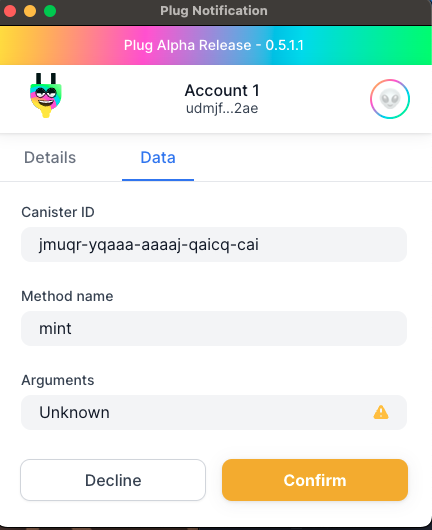 Plug Notification
Plug Alpha Release - 0.5.1.1
Account 1
udmjf...2ae
Details
Data
Canister ID
jmuqr-yqaaa-aaaaj-qaicq-cai
Method name
mint
Arguments
Unknown
Decline
Confirm